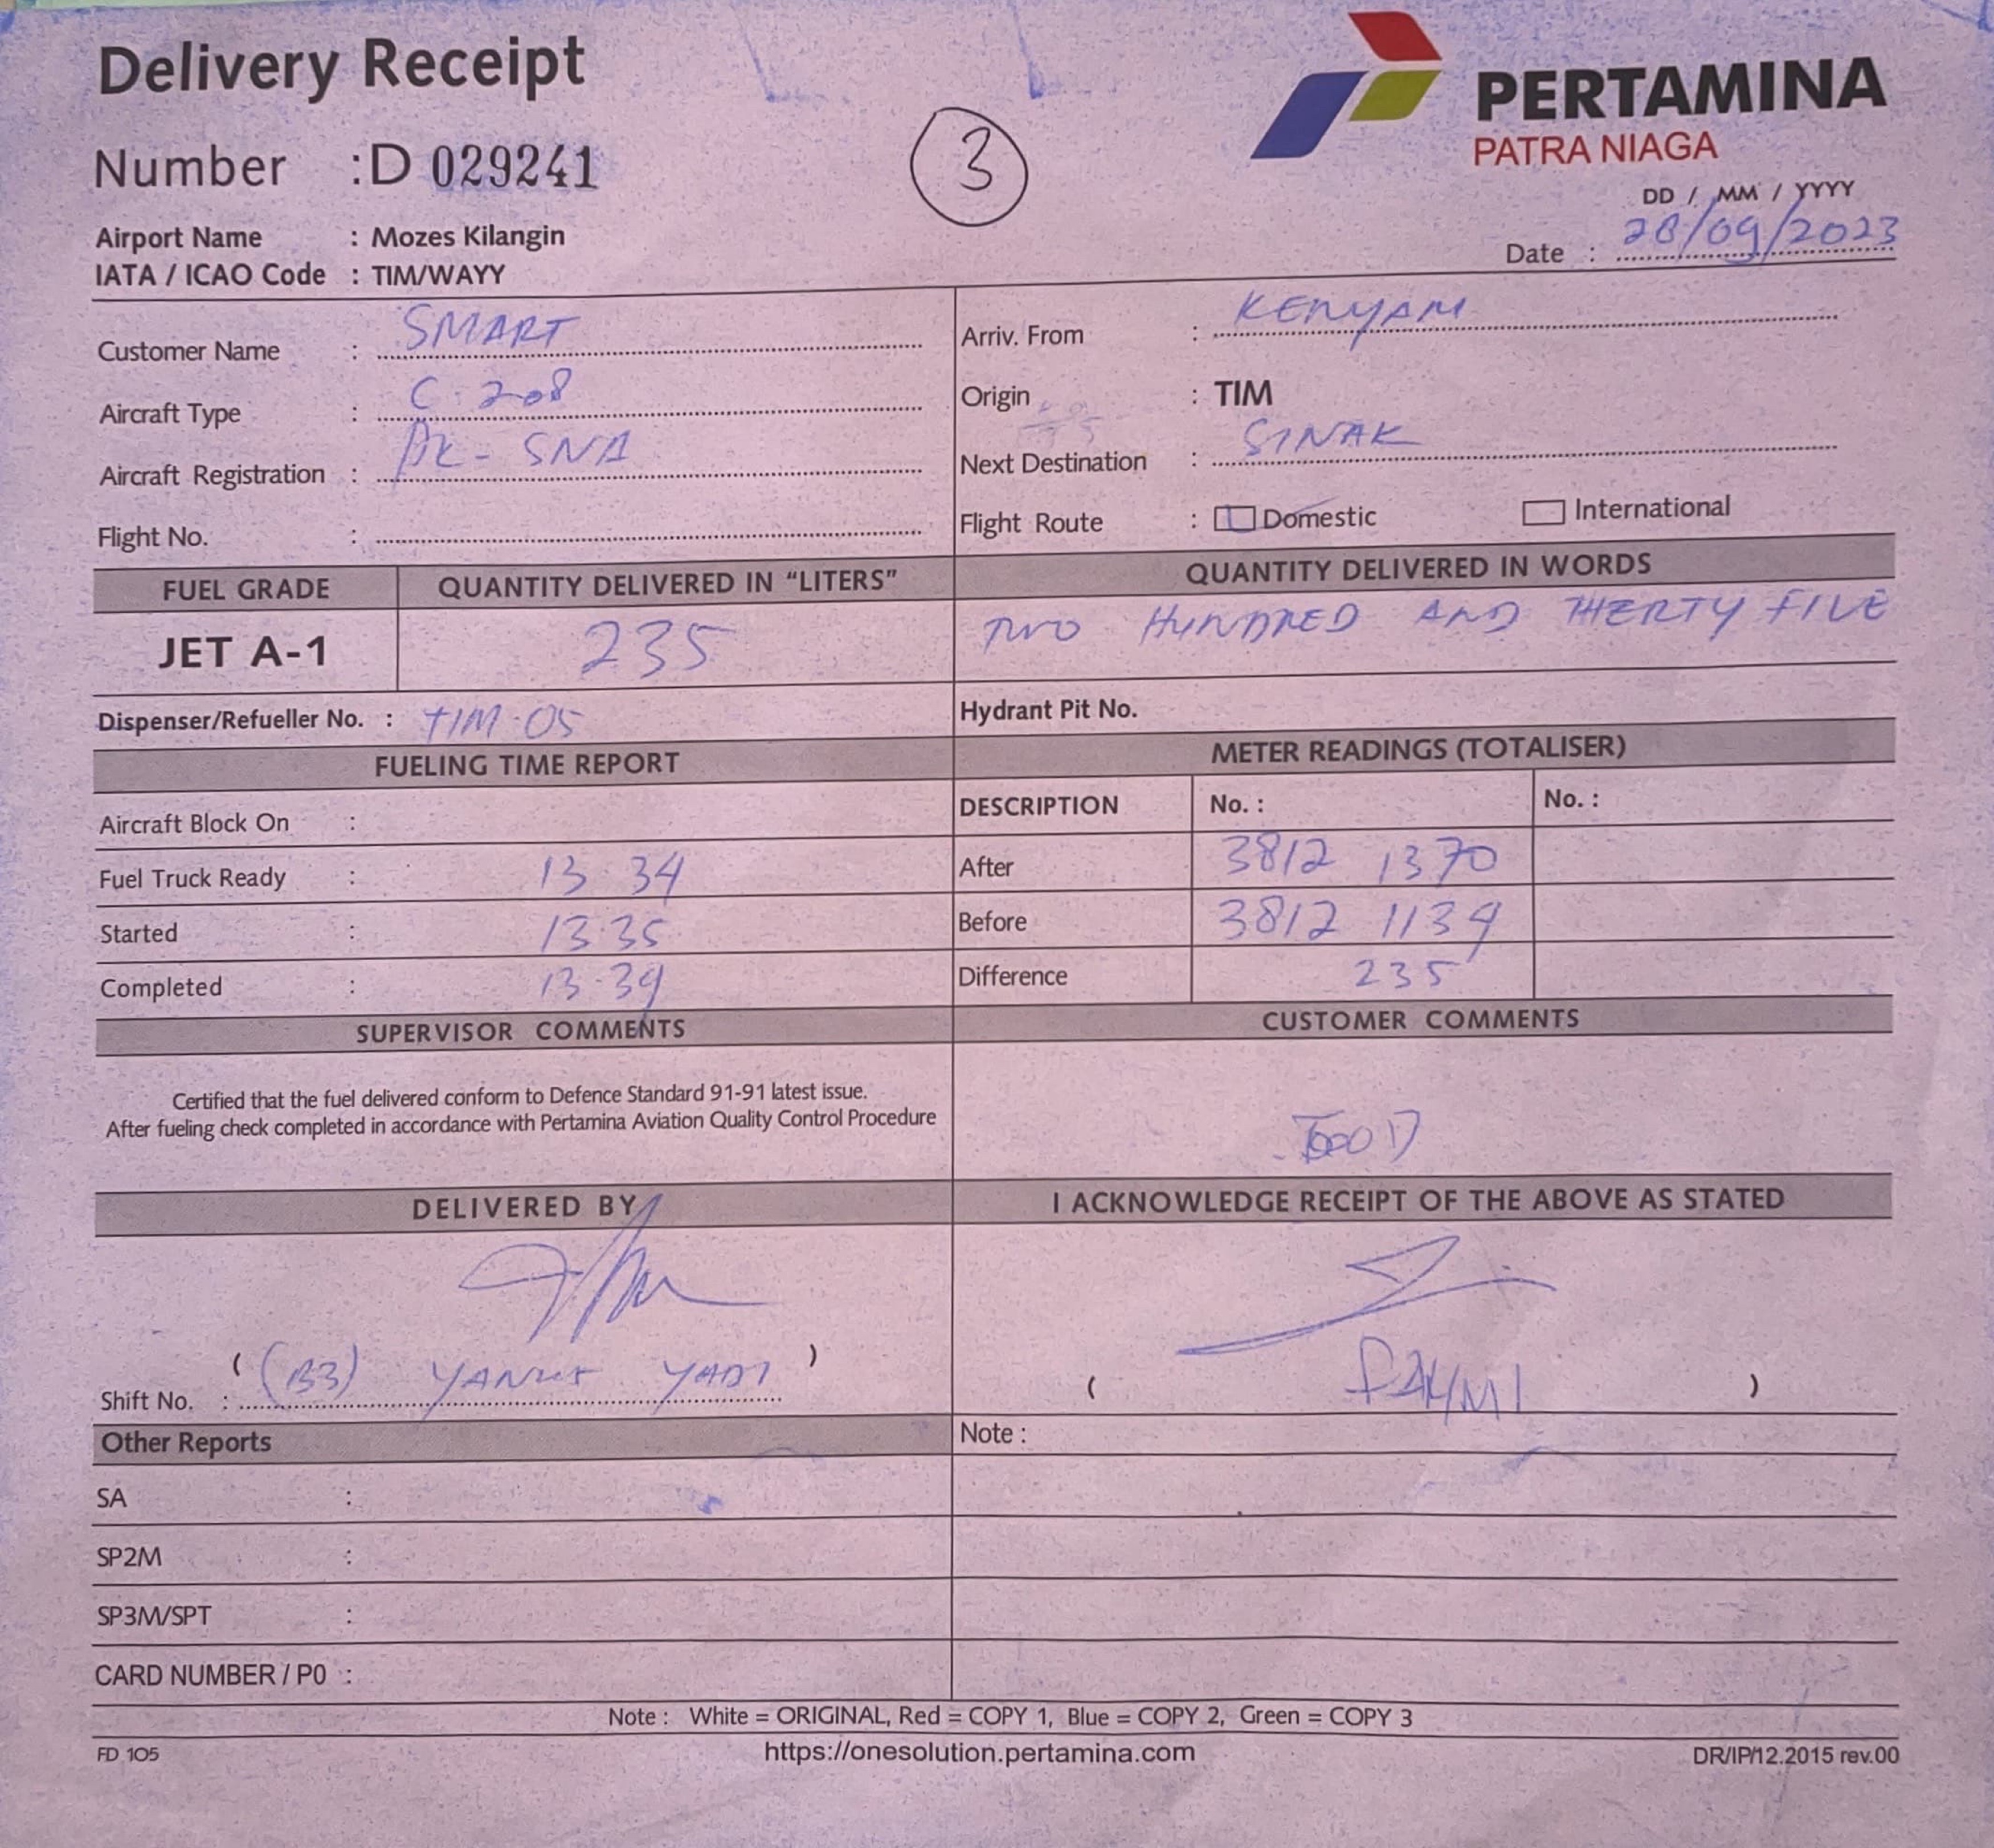 Delivery Receipt
PERTAMINA
PATRA NIAGA
Number : D 029241
3
DD / MM / YYYY
Date : 28/09/2023
Airport Name : Mozes Kilangin
IATA / ICAO Code : TIM/WAYY
Customer Name : SMART
Arriv. From : KENYAM
Aircraft Type : C. 208
Origin : TIM
Aircraft Registration : PK - SNA
Next Destination : SINAK
Flight No. :
Flight Route : Domestic International
FUEL GRADE QUANTITY DELIVERED IN “LITERS” QUANTITY DELIVERED IN WORDS
JET A-1 235 TWO HUNDRED AND THERTY FIVE
Dispenser/Refueller No. : TIM-05
Hydrant Pit No.
FUELING TIME REPORT
METER READINGS (TOTALISER)
Aircraft Block On :
DESCRIPTION No. : No. :
Fuel Truck Ready : 13 34
After 3812 1370
Started : 13 35
Before 3812 1134
Completed : 13-39
Difference 235
SUPERVISOR COMMENTS
CUSTOMER COMMENTS
Certified that the fuel delivered conform to Defence Standard 91-91 latest issue.
After fueling check completed in accordance with Pertamina Aviation Quality Control Procedure
DELIVERED BY
I ACKNOWLEDGE RECEIPT OF THE ABOVE AS STATED
Shift No. : ( (B3) YADI )
( )
Other Reports
Note :
SA :
SP2M :
SP3M/SPT :
CARD NUMBER / P0 :
Note : White = ORIGINAL, Red = COPY 1, Blue = COPY 2, Green = COPY 3
FD 105
https://onesolution.pertamina.com
DR/IP/12.2015 rev.00